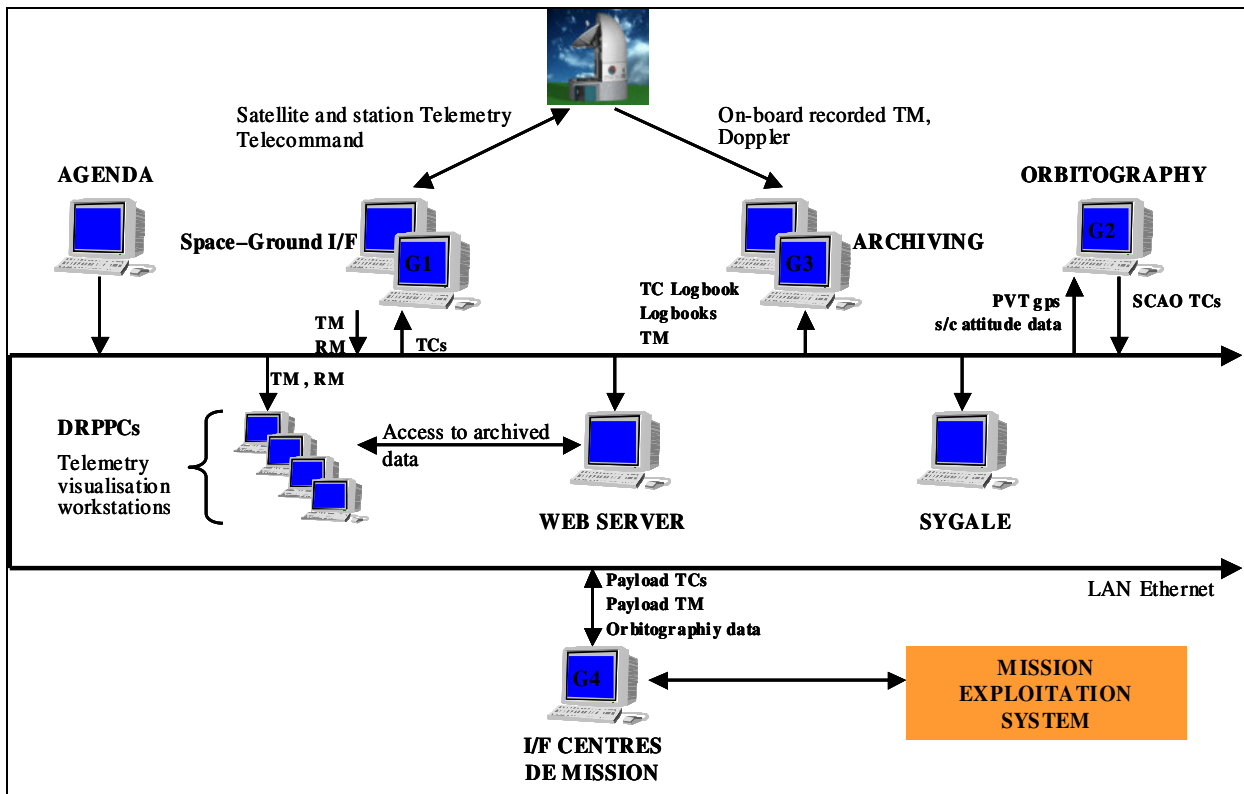 Satellite and station Telemetry
Telecommand
On-board recorded TM,
Doppler
AGENDA
ORBITOGRAPHY
Space–Ground I/F
G1
G3
ARCHIVING
G2
TC Logbook
Logbooks
TM
PVT gps
s/c attitude data
SCAO TCs
TM
RM
TCs
TM , RM
DRPPCs
Telemetry
visualisation
workstations
Access to archived
data
WEB SERVER
SYGALE
LAN Ethernet
Payload TCs
Payload TM
Orbitographiy data
G4
I/F CENTRES
DE MISSION
MISSION
EXPLOITATION
SYSTEM